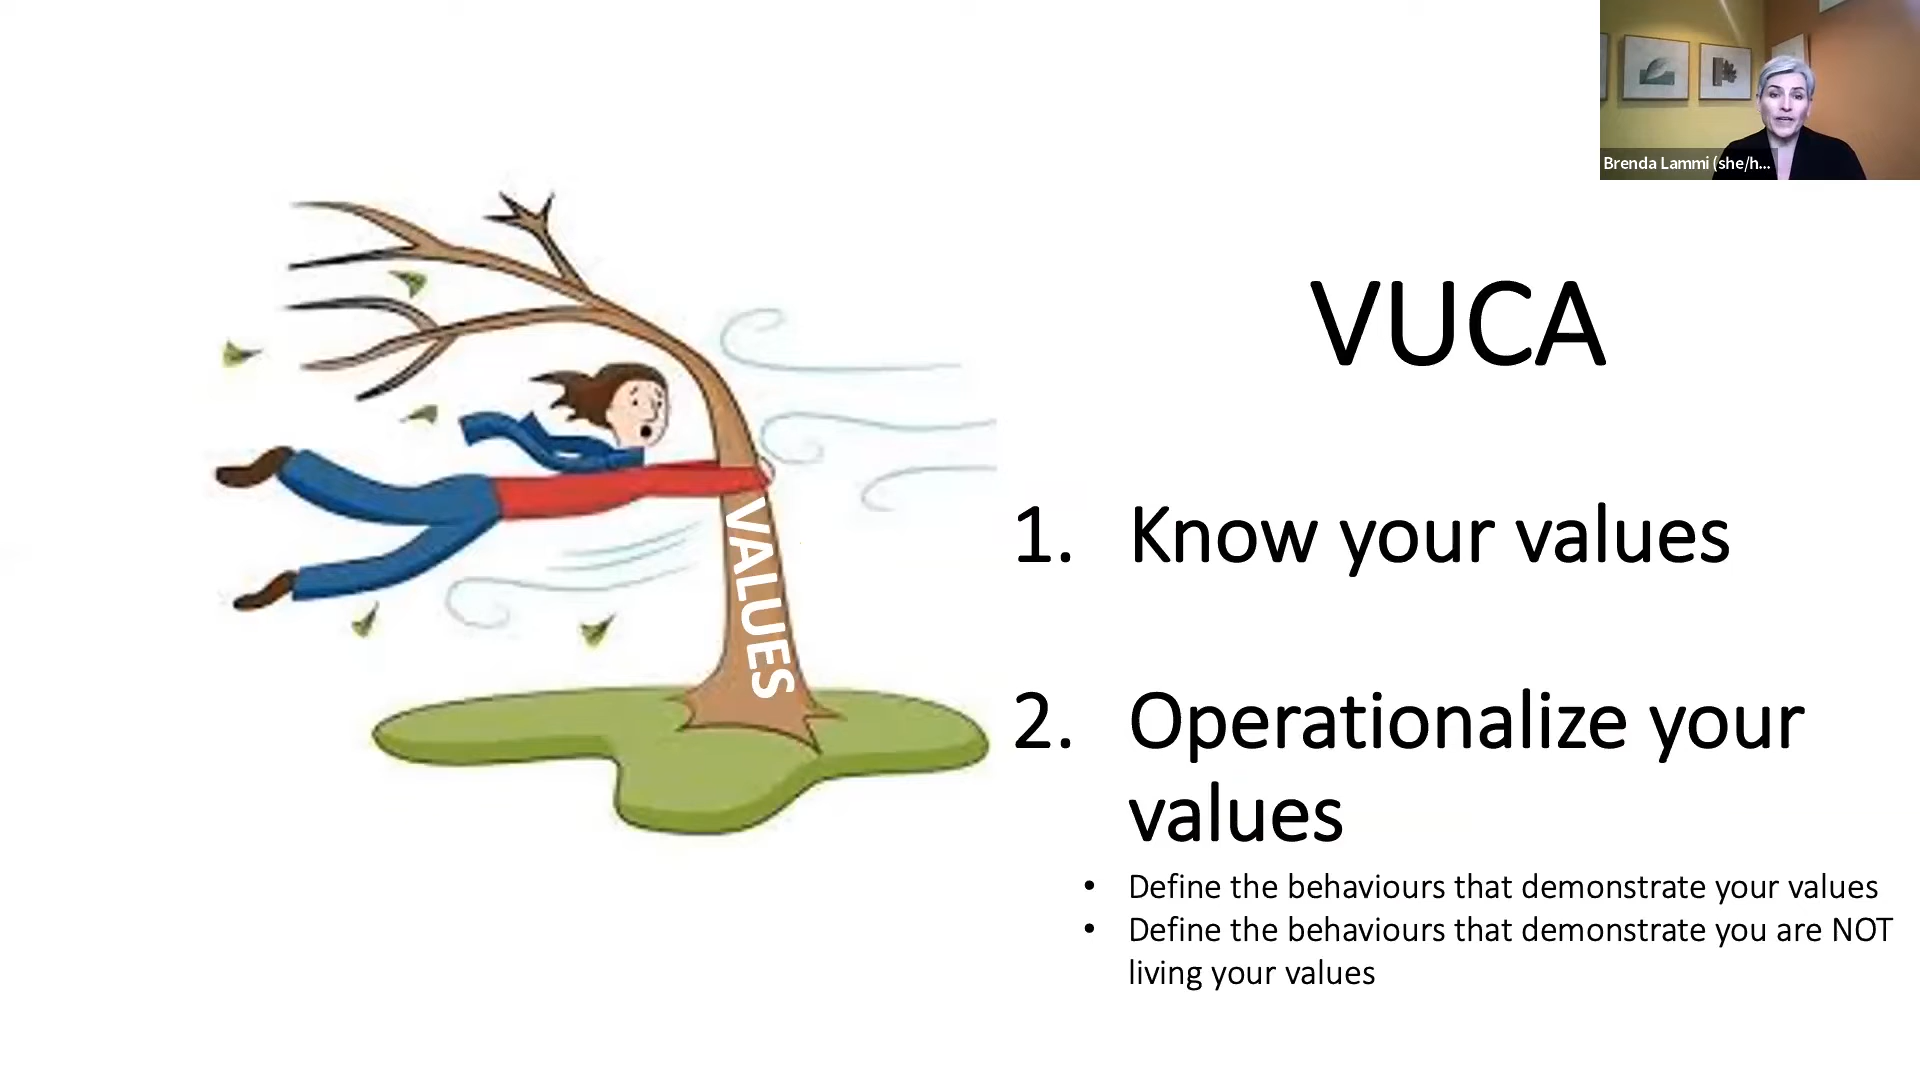 Brenda Lammi (she/h...
VUCA
VALUES
1. Know your values
2. Operationalize your
values
• Define the behaviours that demonstrate your values
• Define the behaviours that demonstrate you are NOT
living your values